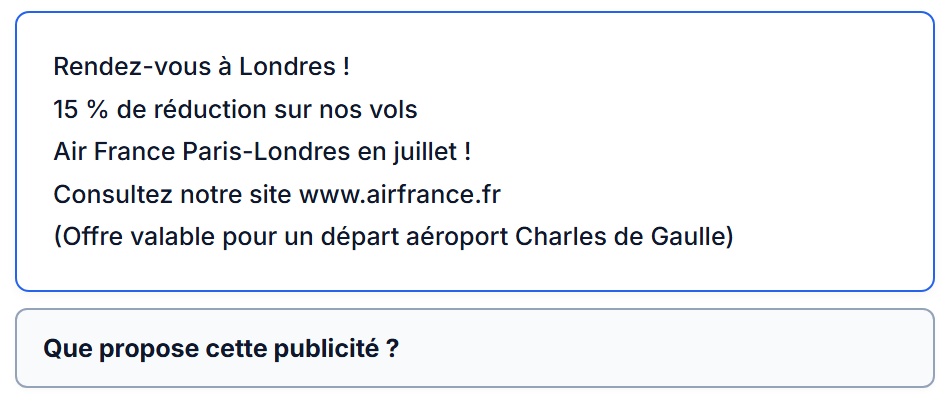 Rendez-vous à Londres !
15 % de réduction sur nos vols
Air France Paris-Londres en juillet !
Consultez notre site www.airfrance.fr
(Offre valable pour un départ aéroport Charles de Gaulle)
Que propose cette publicité ?